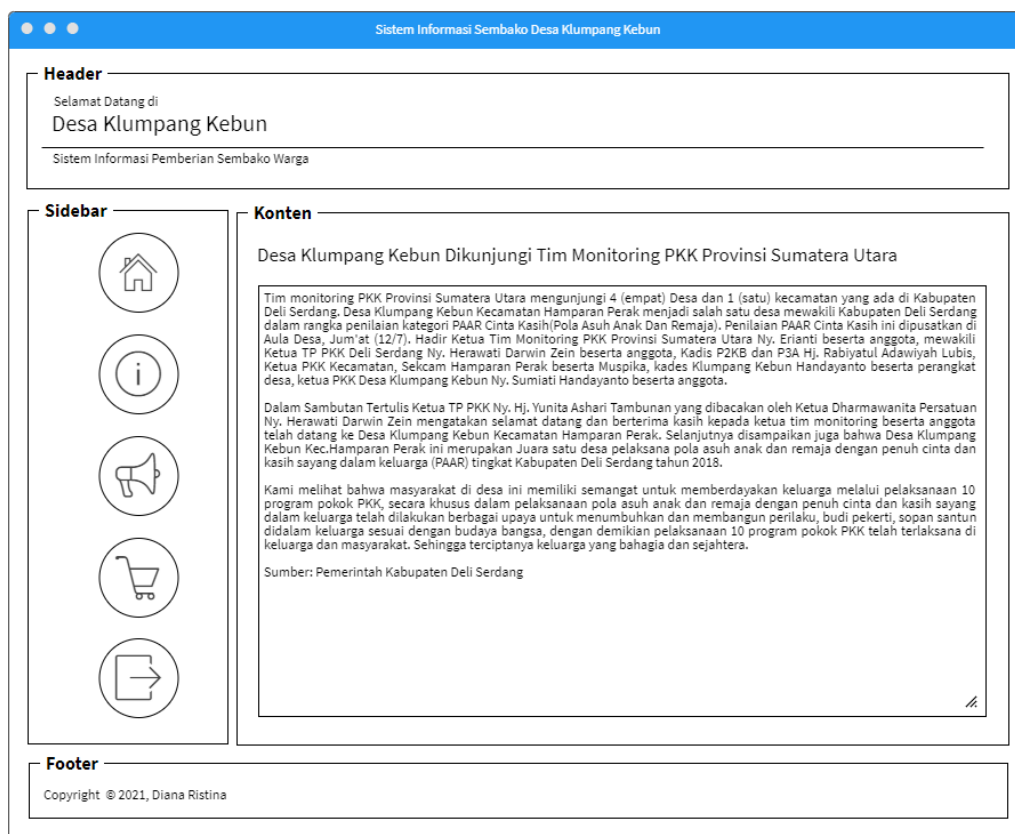 Sistem Informasi Sembako Desa Klumpang Kebun
Header
Selamat Datang di
Desa Klumpang Kebun
Sistem Informasi Pemberian Sembako Warga
Sidebar
Konten
Desa Klumpang Kebun Dikunjungi Tim Monitoring PKK Provinsi Sumatera Utara
Tim monitoring PKK Provinsi Sumatera Utara mengunjungi 4 (empat) Desa dan 1 (satu) kecamatan yang ada di Kabupaten
Deli Serdang. Desa Klumpang Kebun Kecamatan Hamparan Perak menjadi salah satu desa mewakili Kabupaten Deli Serdang
dalam rangka penilaian kategori PAAR Cinta Kasih(Pola Asuh Anak Dan Remaja). Penilaian PAAR Cinta Kasih ini dipusatkan di
Aula Desa, Jum'at (12/7). Hadir Ketua Tim Monitoring PKK Provinsi Sumatera Utara Ny. Erianti beserta anggota, mewakili
Ketua TP PKK Deli Serdang Ny. Herawati Darwin Zein beserta anggota, Kadis P2KB dan P3A Hj. Rabiyatul Adawiyah Lubis,
Ketua PKK Kecamatan, Sekcam Hamparan Perak beserta Muspika, kades Klumpang Kebun Handayanto beserta perangkat
desa, ketua PKK Desa Klumpang Kebun Ny. Sumiati Handayanto beserta anggota.
Dalam Sambutan Tertulis Ketua TP PKK Ny. Hj. Yunita Ashari Tambunan yang dibacakan oleh Ketua Dharmawanita Persatuan
Ny. Herawati Darwin Zein mengatakan selamat datang dan berterima kasih kepada ketua tim monitoring beserta anggota
telah datang ke Desa Klumpang Kebun Kecamatan Hamparan Perak. Selanjutnya disampaikan juga bahwa Desa Klumpang
Kebun Kec.Hamparan Perak ini merupakan Juara satu desa pelaksana pola asuh anak dan remaja dengan penuh cinta dan
kasih sayang dalam keluarga (PAAR) tingkat Kabupaten Deli Serdang tahun 2018.
Kami melihat bahwa masyarakat di desa ini memiliki semangat untuk memberdayakan keluarga melalui pelaksanaan 10
program pokok PKK, secara khusus dalam pelaksanaan pola asuh anak dan remaja dengan penuh cinta dan kasih sayang
dalam keluarga telah dilakukan berbagai upaya untuk menumbuhkan dan membangun perilaku, budi pekerti, sopan santun
didalam keluarga sesuai dengan budaya bangsa, dengan demikian pelaksanaan 10 program pokok PKK telah terlaksana di
keluarga dan masyarakat. Sehingga terciptanya keluarga yang bahagia dan sejahtera.
Sumber: Pemerintah Kabupaten Deli Serdang
Footer
Copyright © 2021, Diana Ristina